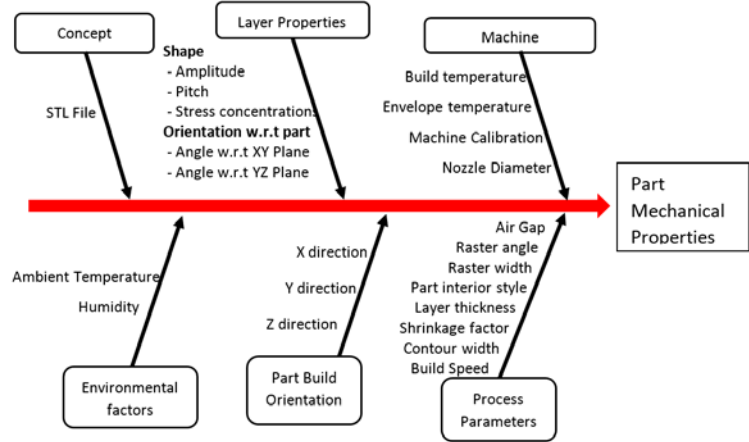 Concept
Layer Properties
Machine
STL File
Shape
- Amplitude
- Pitch
- Stress concentrations
Orientation w.r.t part
- Angle w.r.t XY Plane
- Angle w.r.t YZ Plane
Build temperature
Envelope temperature
Machine Calibration
Nozzle Diameter
Part
Mechanical
Properties
Ambient Temperature
Humidity
X direction
Y direction
Z direction
Air Gap
Raster angle
Raster width
Part interior style
Layer thickness
Shrinkage factor
Contour width
Build Speed
Environmental
factors
Part Build
Orientation
Process
Parameters